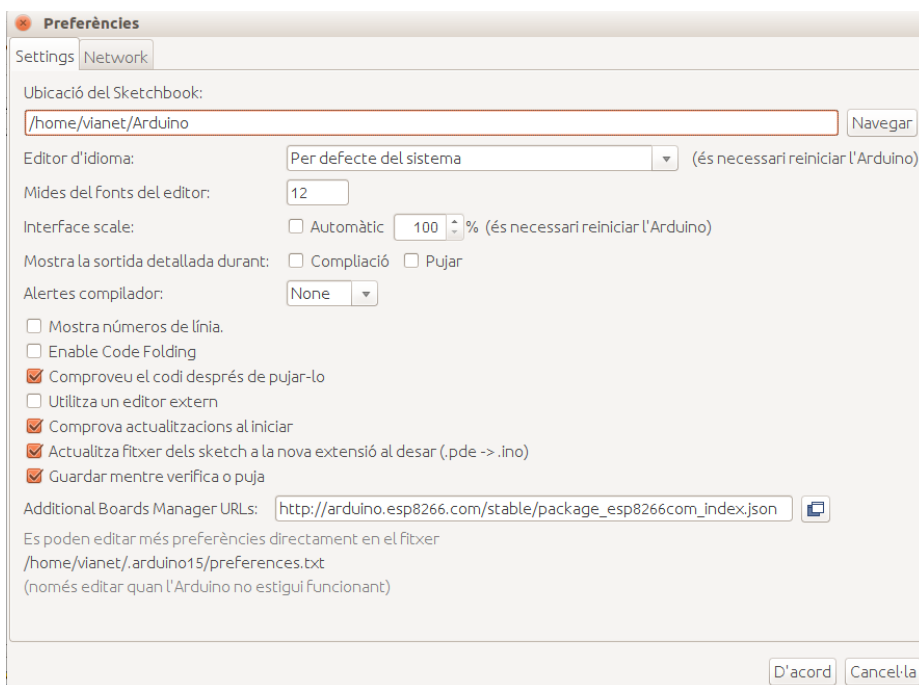 Preferències
Settings Network
Ubicació del Sketchbook:
/home/vianet/Arduino Navegar
Editor d'idioma: Per defecte del sistema (és necessari reiniciar l'Arduino)
Mides del fonts del editor: 12
Interface scale: Automàtic 100 % (és necessari reiniciar l'Arduino)
Mostra la sortida detallada durant: Compliació Pujar
Alertes compilador: None
Mostra números de línia.
Enable Code Folding
Comproveu el codi després de pujar-lo
Utilitza un editor extern
Comprova actualitzacions al iniciar
Actualitza fitxer dels sketch a la nova extensió al desar (.pde -> .ino)
Guardar mentre verifica o puja
Additional Boards Manager URLs: http://arduino.esp8266.com/stable/package_esp8266com_index.json
Es poden editar més preferències directament en el fitxer
/home/vianet/.arduino15/preferences.txt
(només editar quan l'Arduino no estigui funcionant)
D'acord Cancel·la